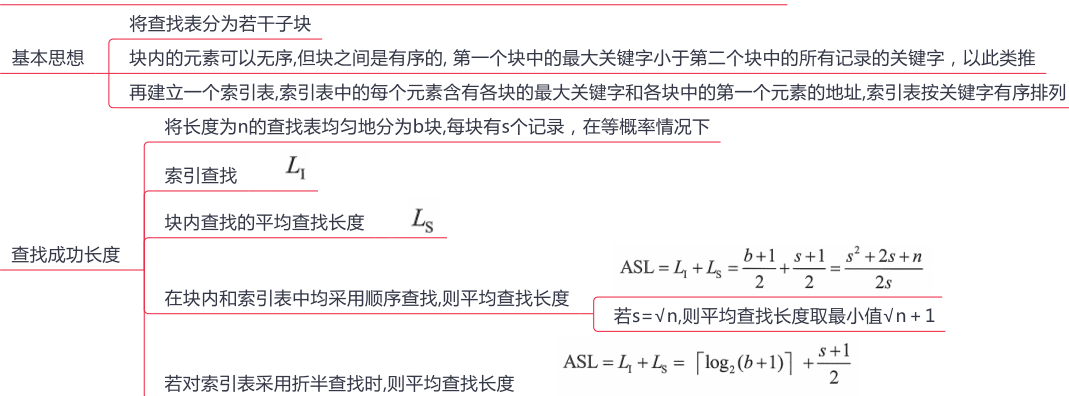 将查找表分为若干子块
基本思想
块内的元素可以无序,但块之间是有序的, 第一个块中的最大关键字小于第二个块中的所有记录的关键字，以此类推
再建立一个索引表,索引表中的每个元素含有各块的最大关键字和各块中的第一个元素的地址,索引表按关键字有序排列
将长度为n的查找表均匀地分为b块,每块有s个记录，在等概率情况下
索引查找 L_I
块内查找的平均查找长度 L_S
查找成功长度
在块内和索引表中均采用顺序查找,则平均查找长度
ASL = L_I + L_S = (b+1)/2 + (s+1)/2 = (s²+2s+n)/(2s)
若s=√n,则平均查找长度取最小值√n＋1
若对索引表采用折半查找时,则平均查找长度
ASL = L_I + L_S = ⌈log₂(b+1)⌉ + (s+1)/2